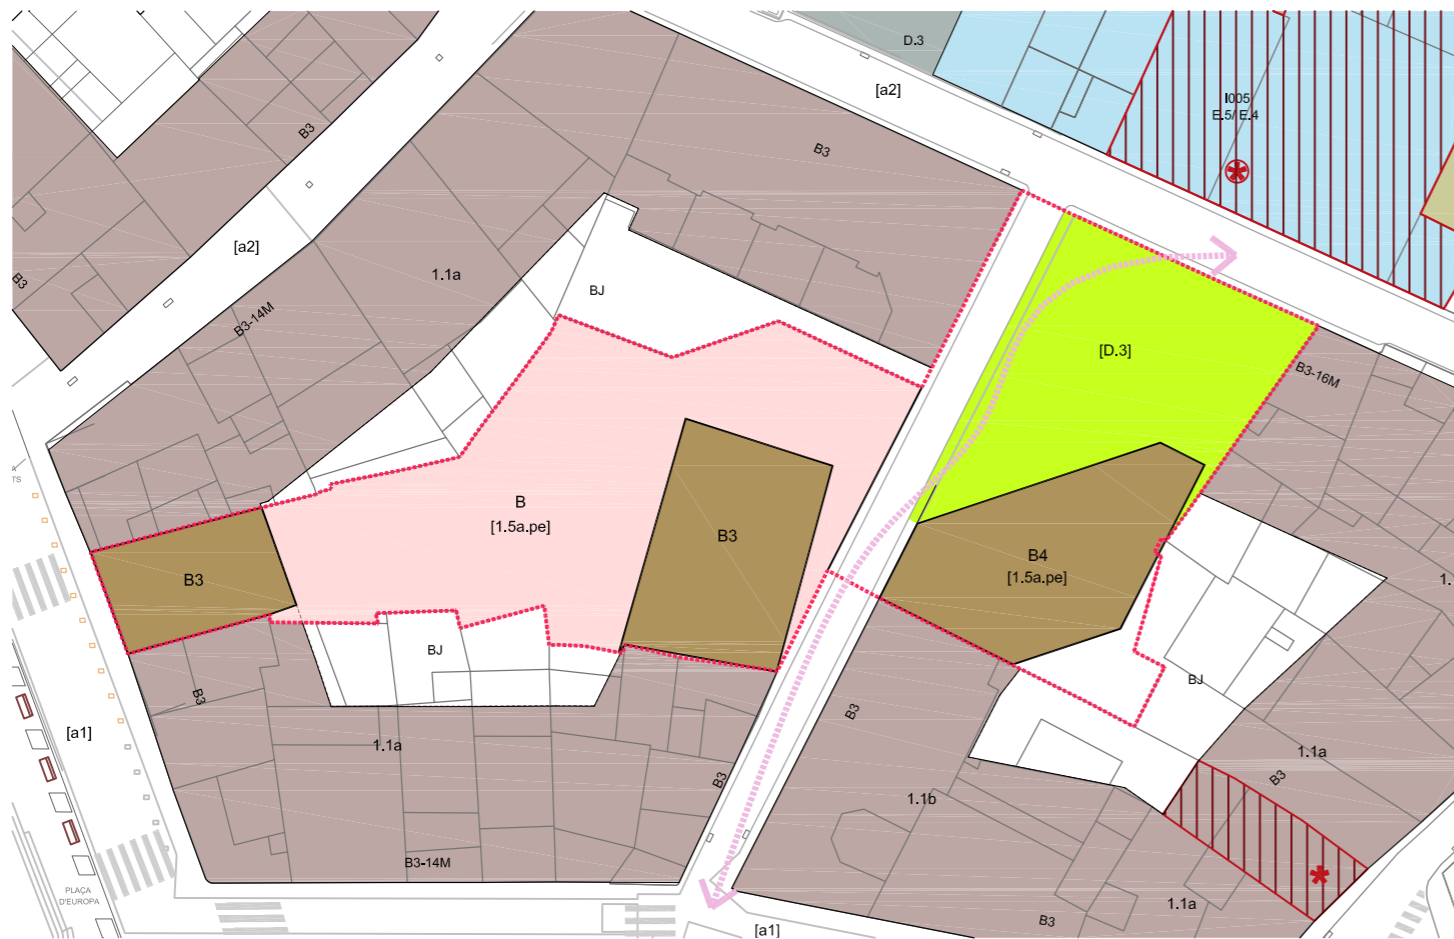 D.3
[a2]
I005
E.5/ E.4
B3
B3
[a2]
1.1a
B3
BJ
B3-14M
[D.3]
B3-16M
A
TS
B
[1.5a.pe]
B3
B4
[1.5a.pe]
B3
1.
BJ
BJ
B3
B3
[a1]
1.1a
1.1a
B3
B3
1.1b
B3-14M
PLAÇA
D'EUROPA
1.1a
B3
[a1]